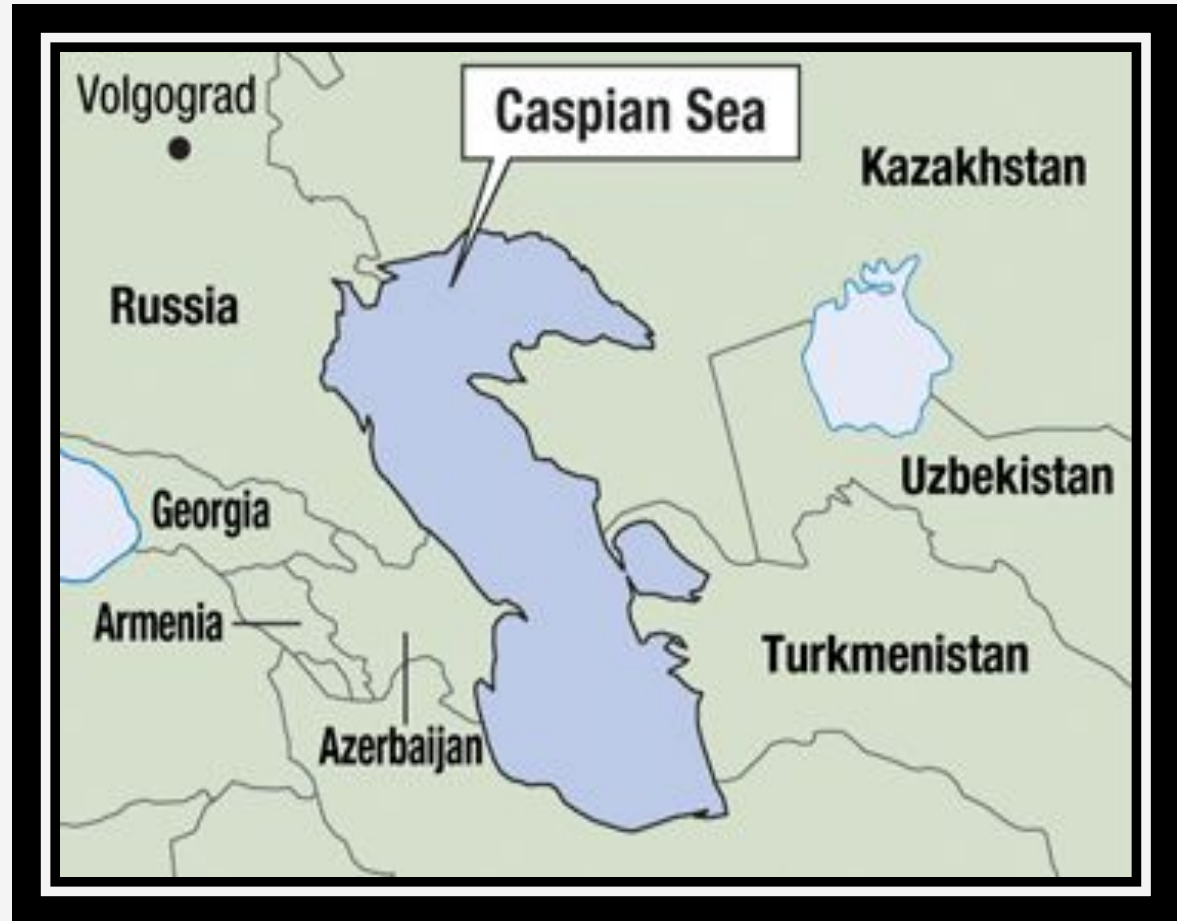 Volgograd
Caspian Sea
Kazakhstan
Russia
Uzbekistan
Georgia
Armenia
Turkmenistan
Azerbaijan